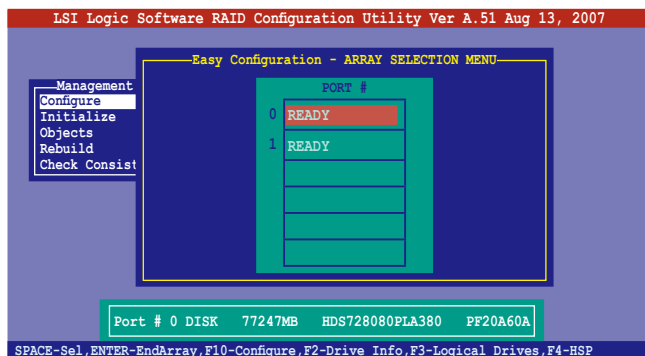 LSI Logic Software RAID Configuration Utility Ver A.51 Aug 13, 2007
Easy Configuration - ARRAY SELECTION MENU
Management
Configure
Initialize
Objects
Rebuild
Check Consist
PORT #
0 READY
1 READY
Port # 0 DISK 77247MB HDS728080PLA380 PF20A60A
SPACE-Sel,ENTER-EndArray,F10-Configure,F2-Drive Info,F3-Logical Drives,F4-HSP